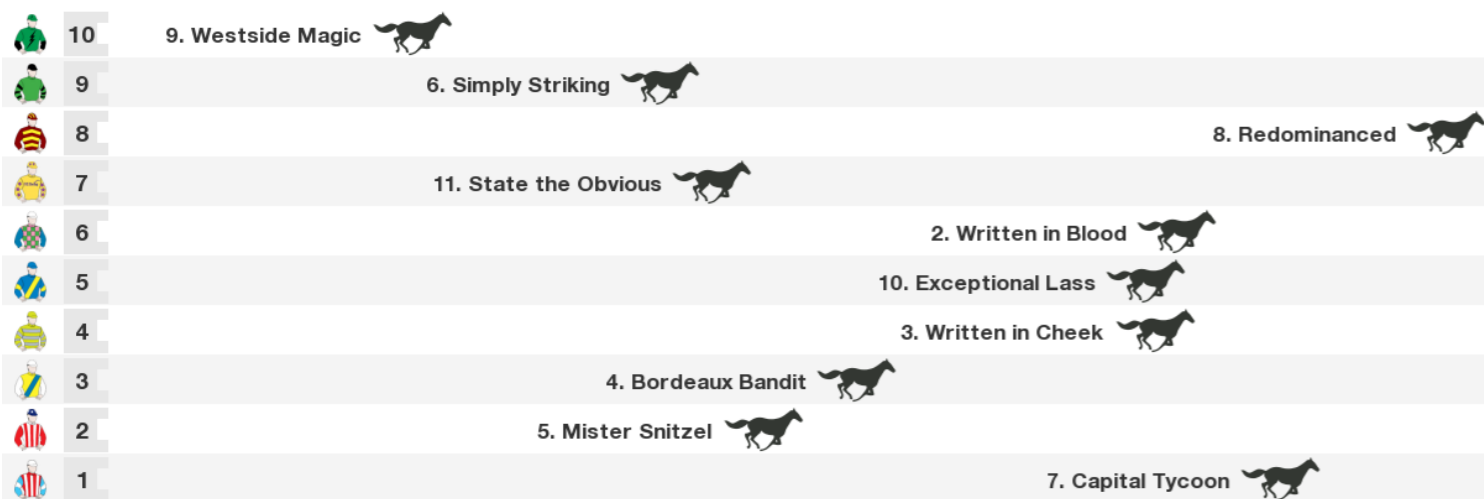 10 9. Westside Magic
9 6. Simply Striking
8 8. Redominanced
7 11. State the Obvious
6 2. Written in Blood
5 10. Exceptional Lass
4 3. Written in Cheek
3 4. Bordeaux Bandit
2 5. Mister Snitzel
1 7. Capital Tycoon